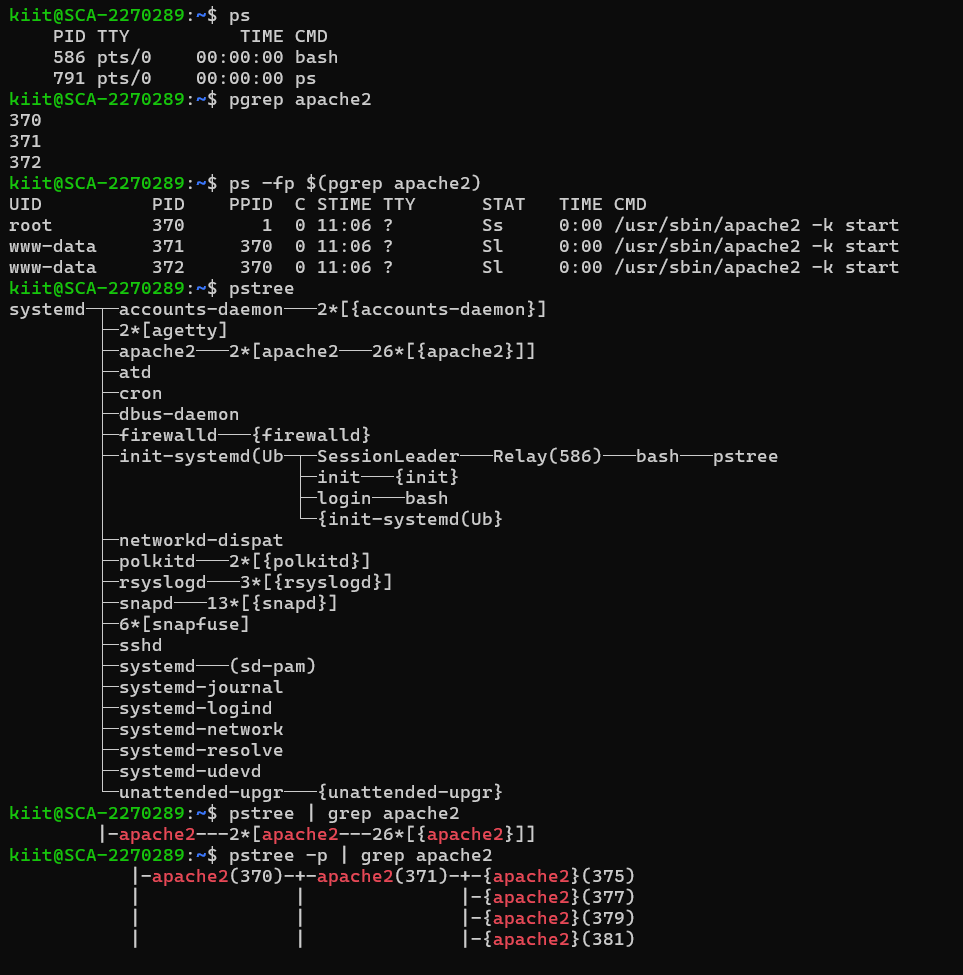 kiit@SCA-2270289:~$ ps
    PID TTY          TIME CMD
    586 pts/0    00:00:00 bash
    791 pts/0    00:00:00 ps
kiit@SCA-2270289:~$ pgrep apache2
370
371
372
kiit@SCA-2270289:~$ ps -fp $(pgrep apache2)
UID          PID    PPID  C STIME TTY      STAT   TIME CMD
root         370       1  0 11:06 ?        Ss     0:00 /usr/sbin/apache2 -k start
www-data     371     370  0 11:06 ?        Sl     0:00 /usr/sbin/apache2 -k start
www-data     372     370  0 11:06 ?        Sl     0:00 /usr/sbin/apache2 -k start
kiit@SCA-2270289:~$ pstree
systemd─┬─accounts-daemon───2*[{accounts-daemon}]
        ├─2*[agetty]
        ├─apache2───2*[apache2───26*[{apache2}]]
        ├─atd
        ├─cron
        ├─dbus-daemon
        ├─firewalld───{firewalld}
        ├─init-systemd(Ub─┬─SessionLeader───Relay(586)───bash───pstree
        │                 ├─init───{init}
        │                 ├─login───bash
        │                 └─{init-systemd(Ub}
        ├─networkd-dispat
        ├─polkitd───2*[{polkitd}]
        ├─rsyslogd───3*[{rsyslogd}]
        ├─snapd───13*[{snapd}]
        ├─6*[snapfuse]
        ├─sshd
        ├─systemd───(sd-pam)
        ├─systemd-journal
        ├─systemd-logind
        ├─systemd-network
        ├─systemd-resolve
        ├─systemd-udevd
        └─unattended-upgr───{unattended-upgr}
kiit@SCA-2270289:~$ pstree | grep apache2
        |-apache2---2*[apache2---26*[{apache2}]]
kiit@SCA-2270289:~$ pstree -p | grep apache2
           |-apache2(370)-+-apache2(371)-+-{apache2}(375)
           |              |              |-{apache2}(377)
           |              |              |-{apache2}(379)
           |              |              |-{apache2}(381)